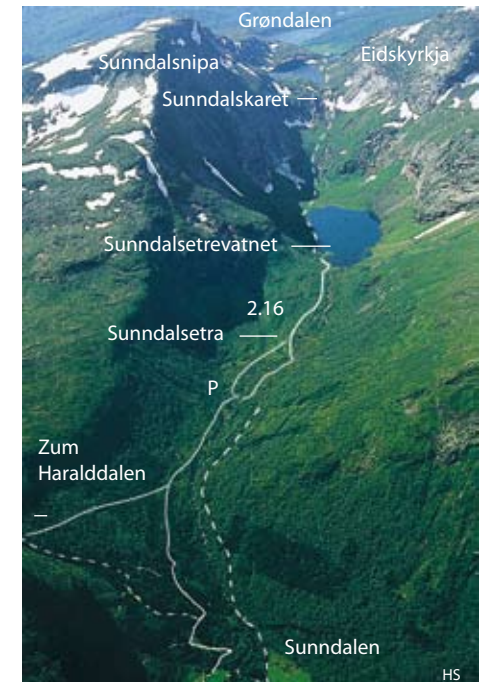 Grøndalen
Eidskyrkja
Sunndalsnipa
Sunndalskaret
Sunndalsetrevatnet
2.16
Sunndalsetra
P
Zum
Haralddalen
Sunndalen
HS